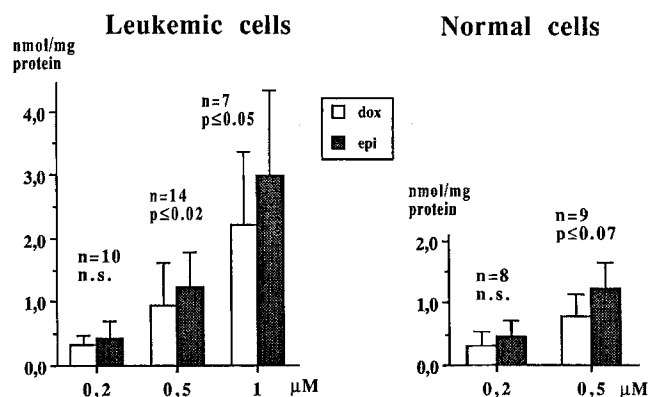 Leukemic cells
nmol/mg
protein
4,0
3,0
2,0
1,0
0,0
n=10
n.s.
n=14
p≤0.02
n=7
p≤0.05
0,2
0,5
1
μM
dox
epi
Normal cells
nmol/mg
protein
2,0
1,0
0,0
n=8
n.s.
n=9
p≤0.07
0,2
0,5
μM